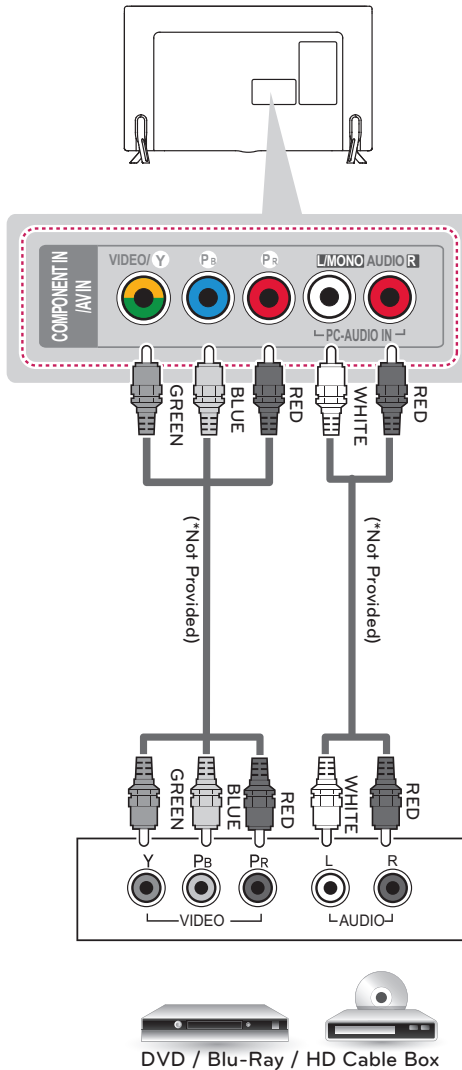 COMPONENT IN
/AV IN
VIDEO/ Y PB PR L/MONO AUDIO R
PC-AUDIO IN
GREEN BLUE RED WHITE RED
(*Not Provided) (*Not Provided)
GREEN BLUE RED WHITE RED
Y PB PR L R
VIDEO AUDIO
DVD / Blu-Ray / HD Cable Box